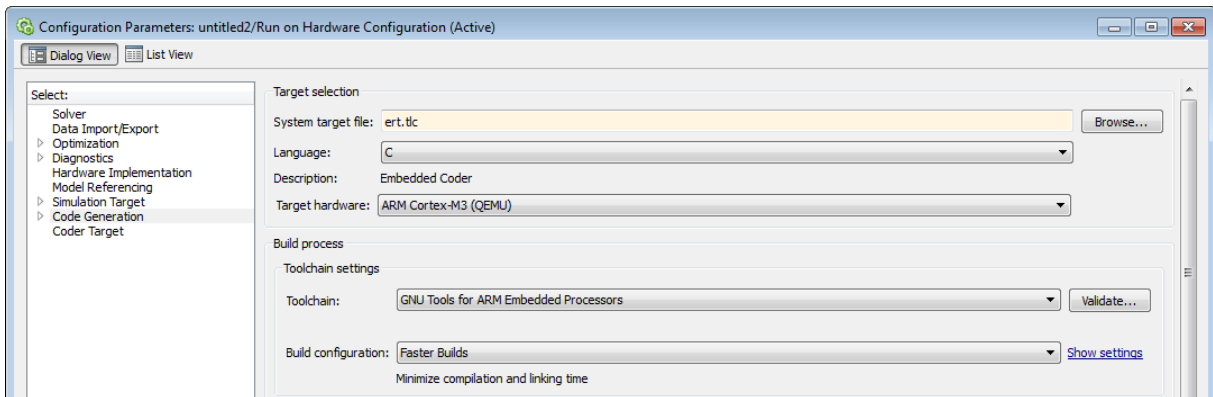 Configuration Parameters: untitled2/Run on Hardware Configuration (Active)
Dialog View List View
Select:
Solver
Data Import/Export
Optimization
Diagnostics
Hardware Implementation
Model Referencing
Simulation Target
Code Generation
Coder Target
Target selection
System target file: ert.tlc Browse...
Language: C
Description: Embedded Coder
Target hardware: ARM Cortex-M3 (QEMU)
Build process
Toolchain settings
Toolchain: GNU Tools for ARM Embedded Processors Validate...
Build configuration: Faster Builds Show settings
Minimize compilation and linking time